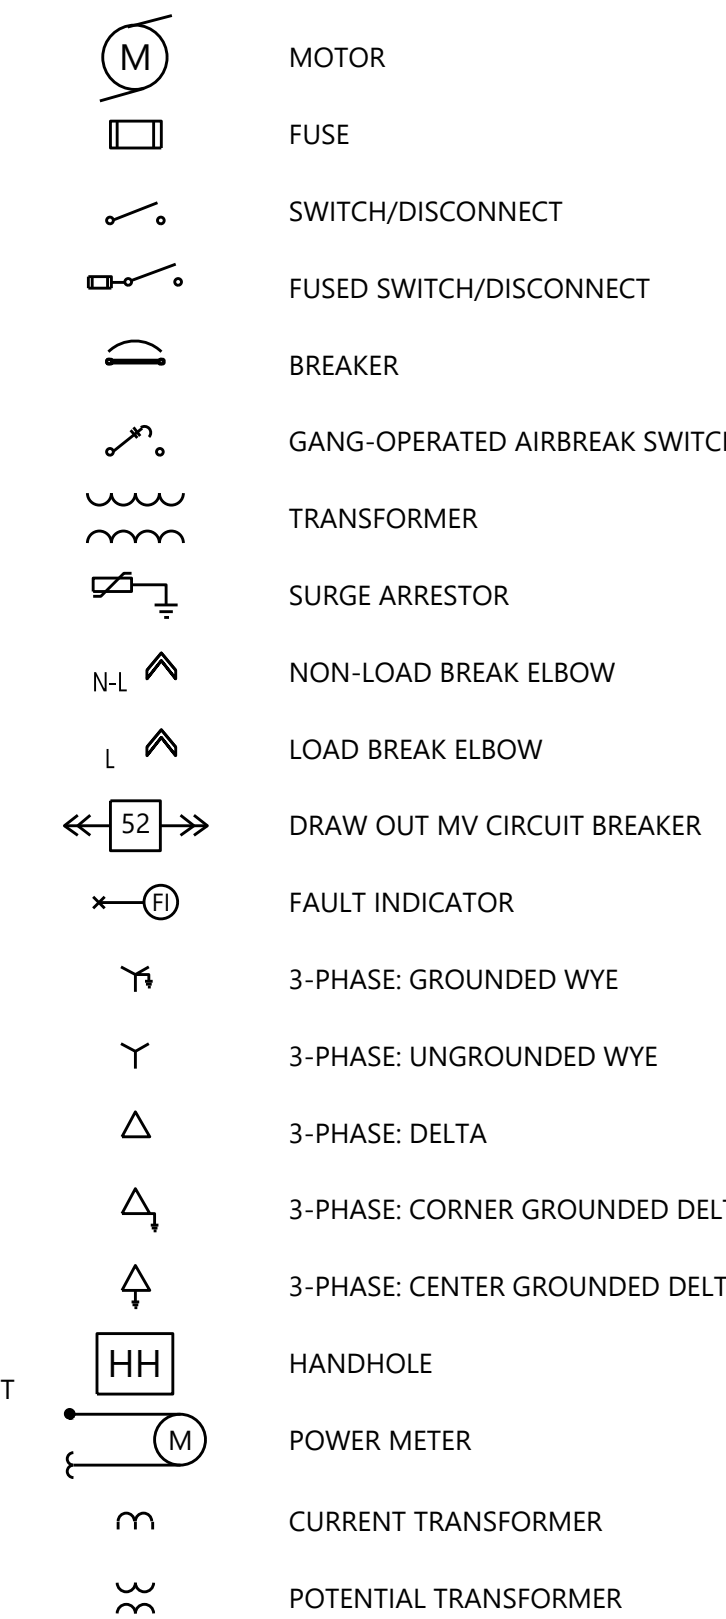 M MOTOR
FUSE
SWITCH/DISCONNECT
FUSED SWITCH/DISCONNECT
BREAKER
GANG-OPERATED AIRBREAK SWITCH
TRANSFORMER
SURGE ARRESTOR
N-L NON-LOAD BREAK ELBOW
L LOAD BREAK ELBOW
52 DRAW OUT MV CIRCUIT BREAKER
FI FAULT INDICATOR
3-PHASE: GROUNDED WYE
3-PHASE: UNGROUNDED WYE
3-PHASE: DELTA
3-PHASE: CORNER GROUNDED DELT
3-PHASE: CENTER GROUNDED DELT
HH HANDHOLE
T
M POWER METER
CURRENT TRANSFORMER
POTENTIAL TRANSFORMER